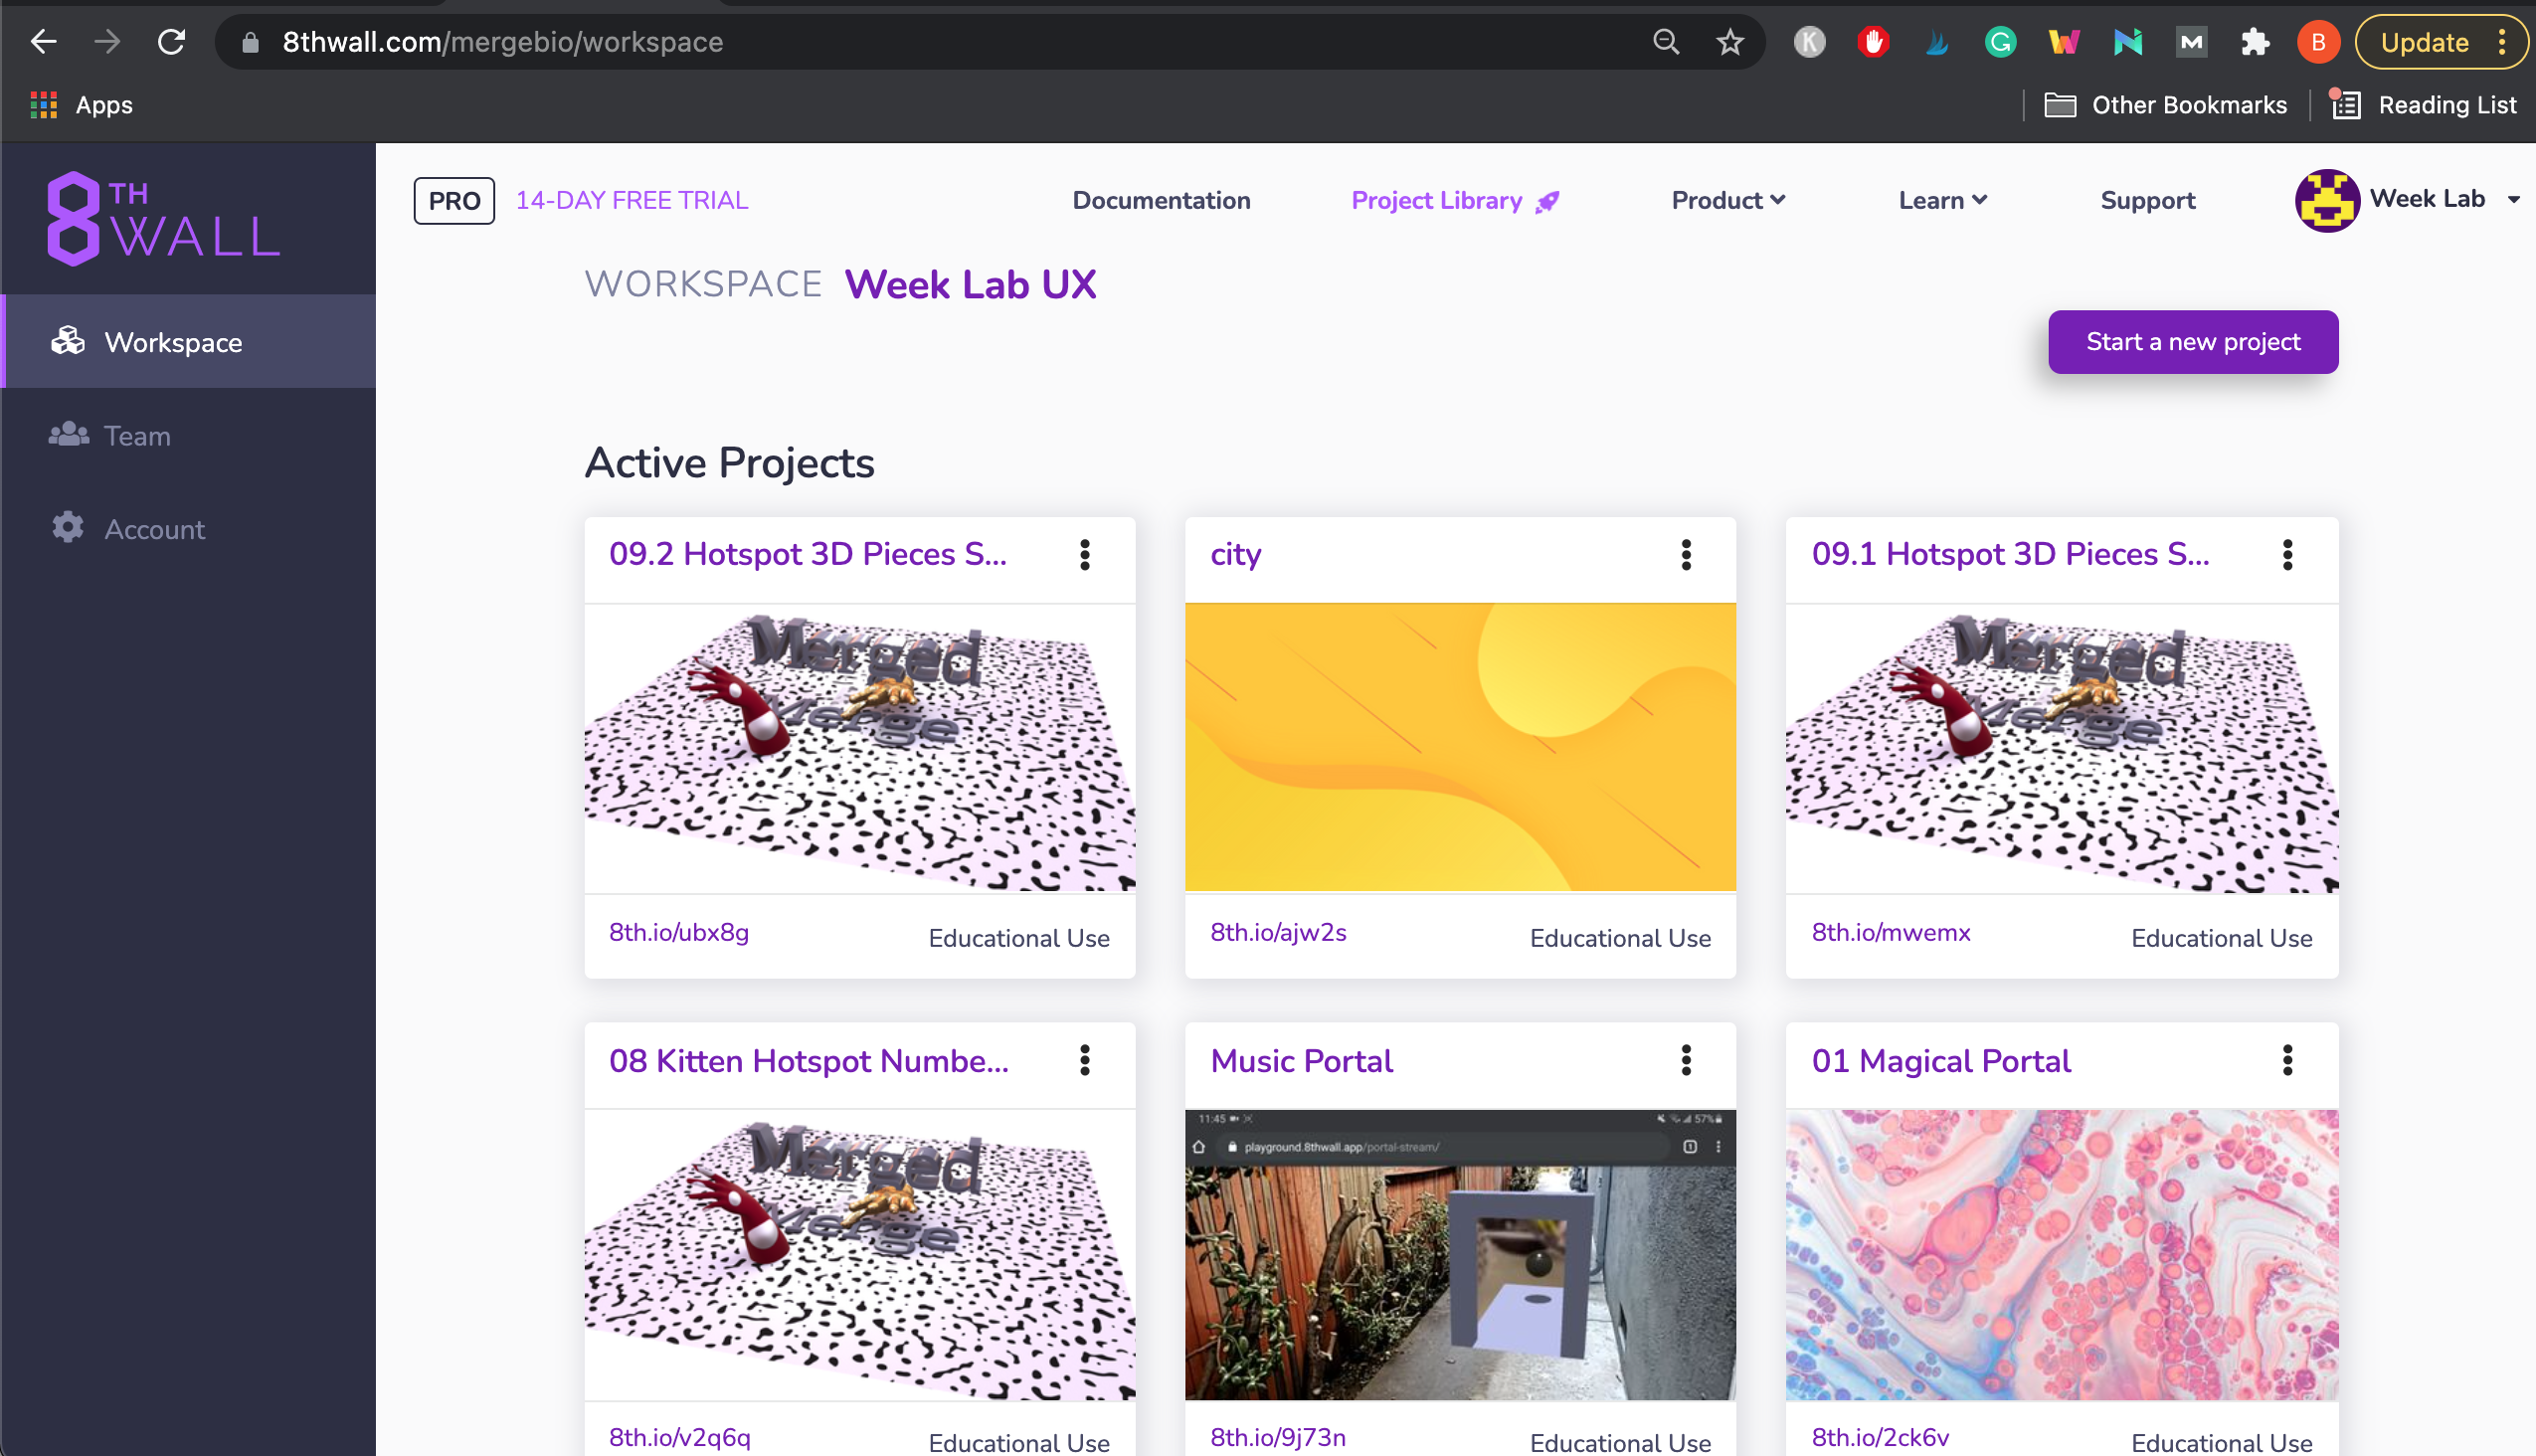 8thwall.com/mergebio/workspace
K
G
M
B
Update
Apps
Other Bookmarks
Reading List
8TH WALL
PRO 14-DAY FREE TRIAL
Documentation
Project Library
Product
Learn
Support
Week Lab
WORKSPACE Week Lab UX
Workspace
Team
Account
Start a new project
Active Projects
09.2 Hotspot 3D Pieces S...
Merged
Merge
8th.io/ubx8g Educational Use
city
8th.io/ajw2s Educational Use
09.1 Hotspot 3D Pieces S...
Merged
Merge
8th.io/mwemx Educational Use
08 Kitten Hotspot Numbe...
Merged
Merge
8th.io/v2q6q Educational Use
Music Portal
11:45 57%
playground.8thwall.app/portal-stream/
1
8th.io/9j73n Educational Use
01 Magical Portal
8th.io/2ck6v Educational Use